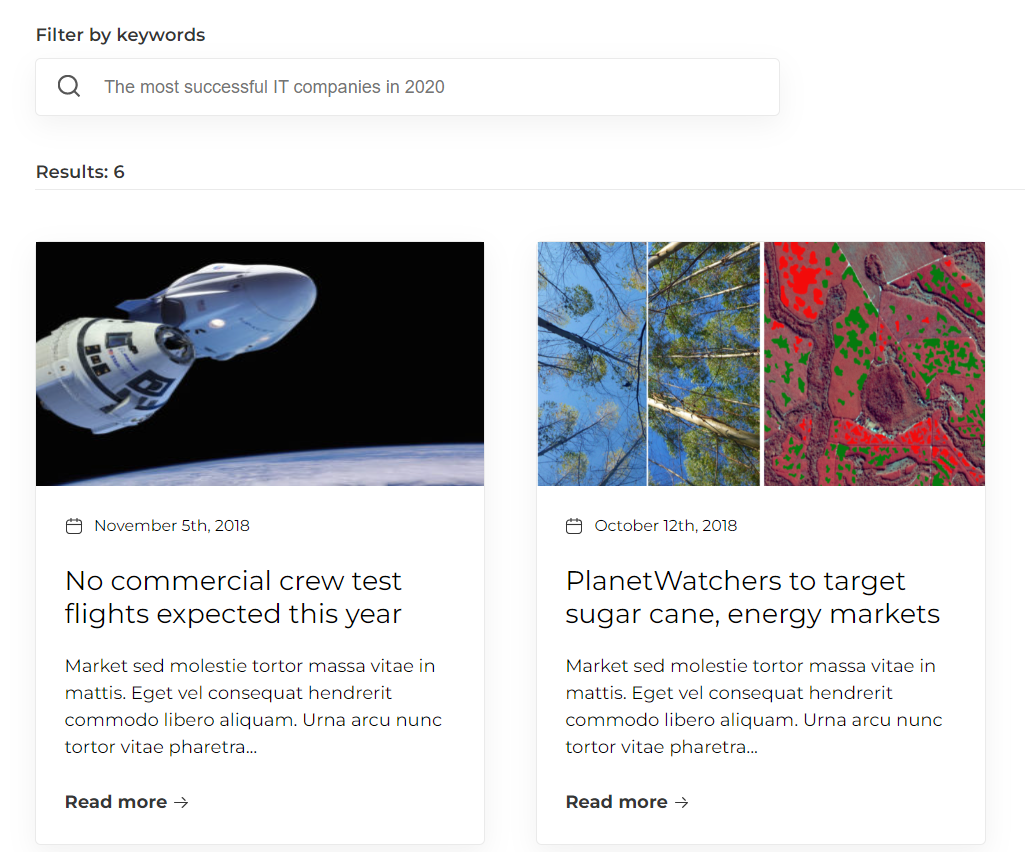 Filter by keywords
The most successful IT companies in 2020
Results: 6
November 5th, 2018
No commercial crew test
flights expected this year
Market sed molestie tortor massa vitae in
mattis. Eget vel consequat hendrerit
commodo libero aliquam. Urna arcu nunc
tortor vitae pharetra...
Read more
October 12th, 2018
PlanetWatchers to target
sugar cane, energy markets
Market sed molestie tortor massa vitae in
mattis. Eget vel consequat hendrerit
commodo libero aliquam. Urna arcu nunc
tortor vitae pharetra...
Read more